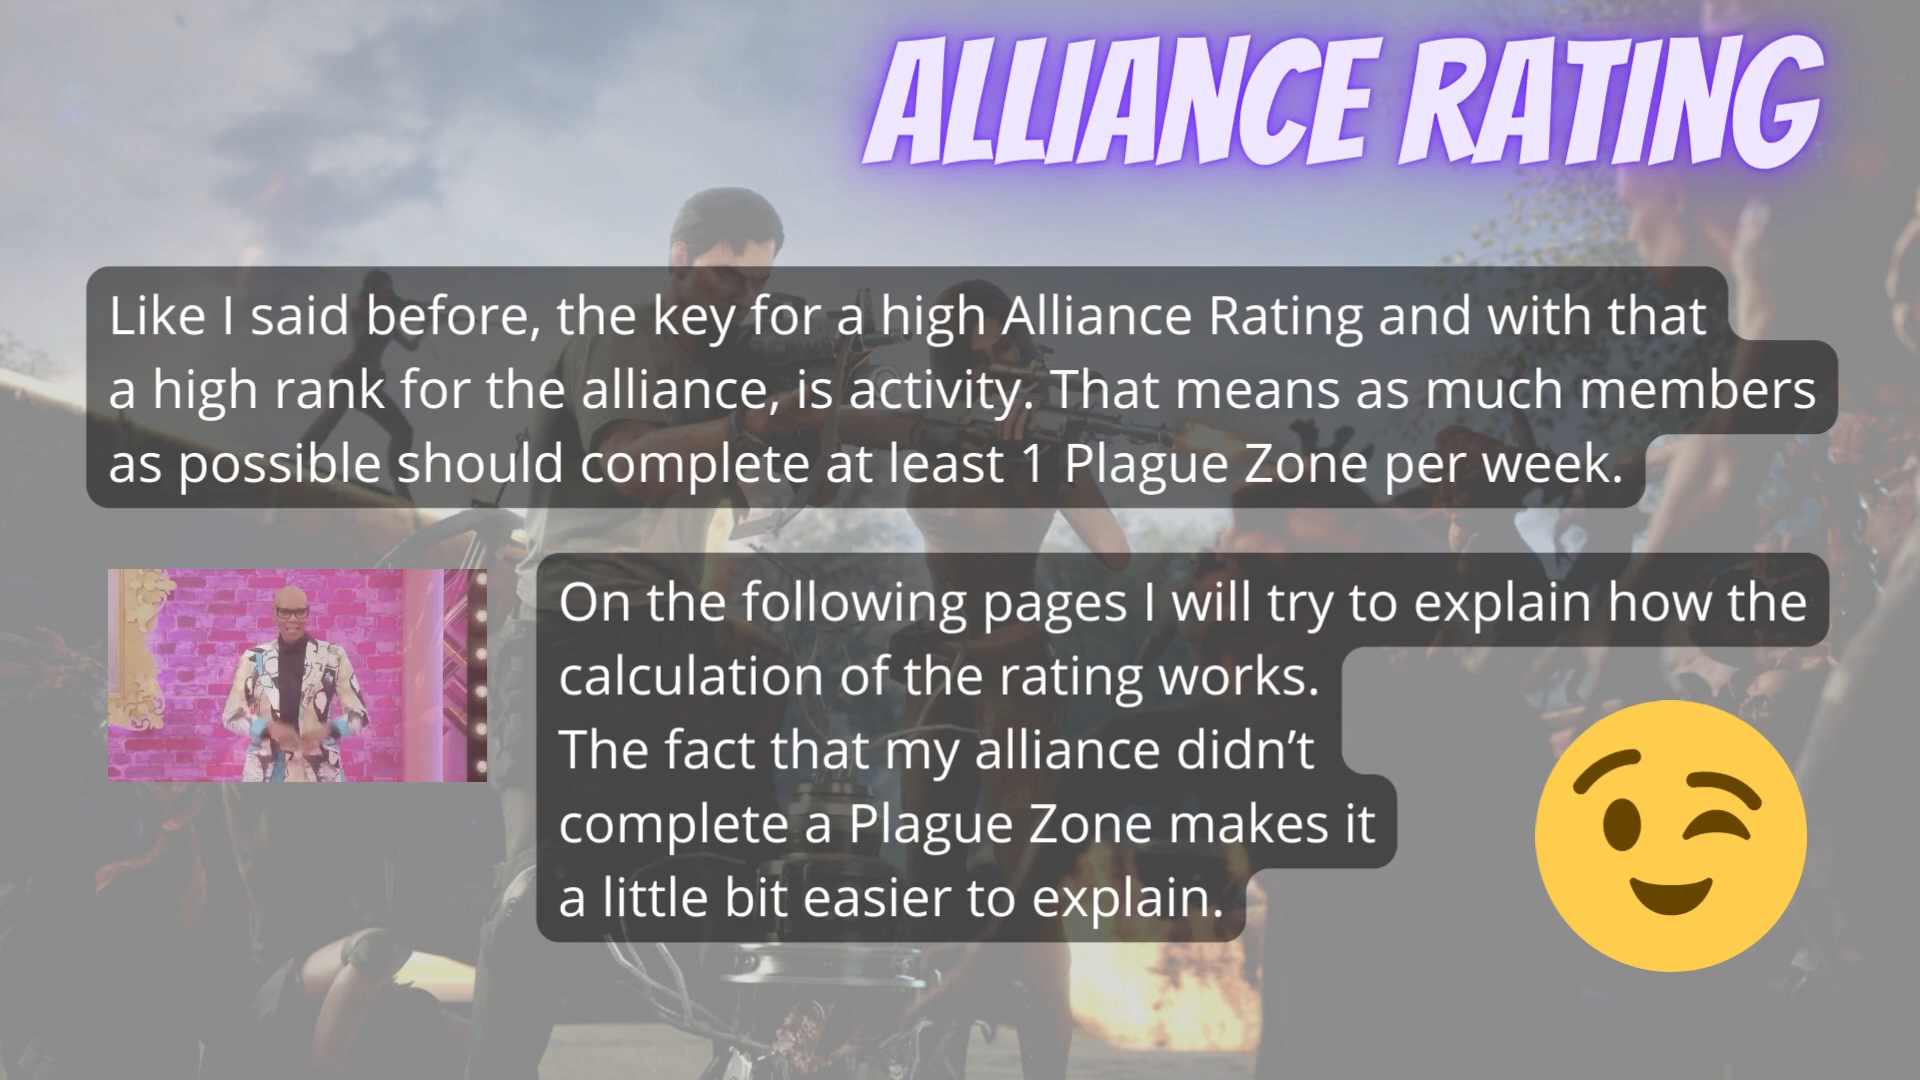 ALLIANCE RATING
Like I said before, the key for a high Alliance Rating and with that
a high rank for the alliance, is activity. That means as much members
as possible should complete at least 1 Plague Zone per week.
On the following pages I will try to explain how the
calculation of the rating works.
The fact that my alliance didn’t
complete a Plague Zone makes it
a little bit easier to explain.